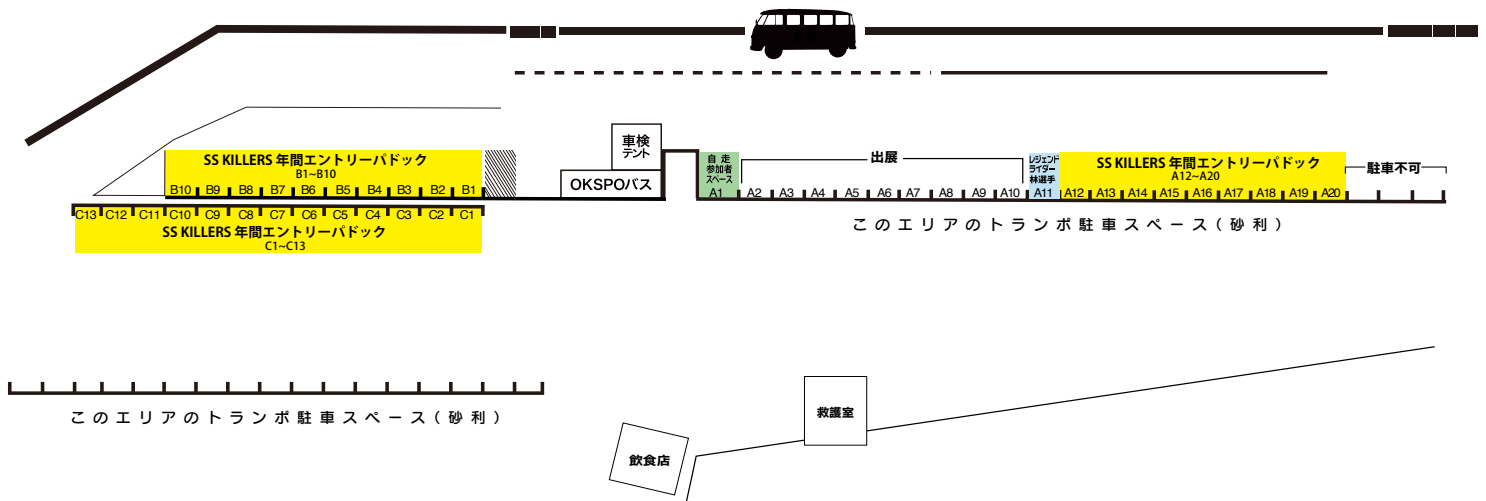 車検
テント
OKSPOバス
SS KILLERS 年間エントリーパドック
B1~B10
B10 B9 B8 B7 B6 B5 B4 B3 B2 B1
C13 C12 C11 C10 C9 C8 C7 C6 C5 C4 C3 C2 C1
SS KILLERS 年間エントリーパドック
C1~C13
自走
参加者
スペース
A1
出展
A2 A3 A4 A5 A6 A7 A8 A9 A10
レジェンド
ライダー
林選手
A11
SS KILLERS 年間エントリーパドック
A12~A20
A12 A13 A14 A15 A16 A17 A18 A19 A20
駐車不可
このエリアのトランポ駐車スペース(砂利)
このエリアのトランポ駐車スペース(砂利)
救護室
飲食店